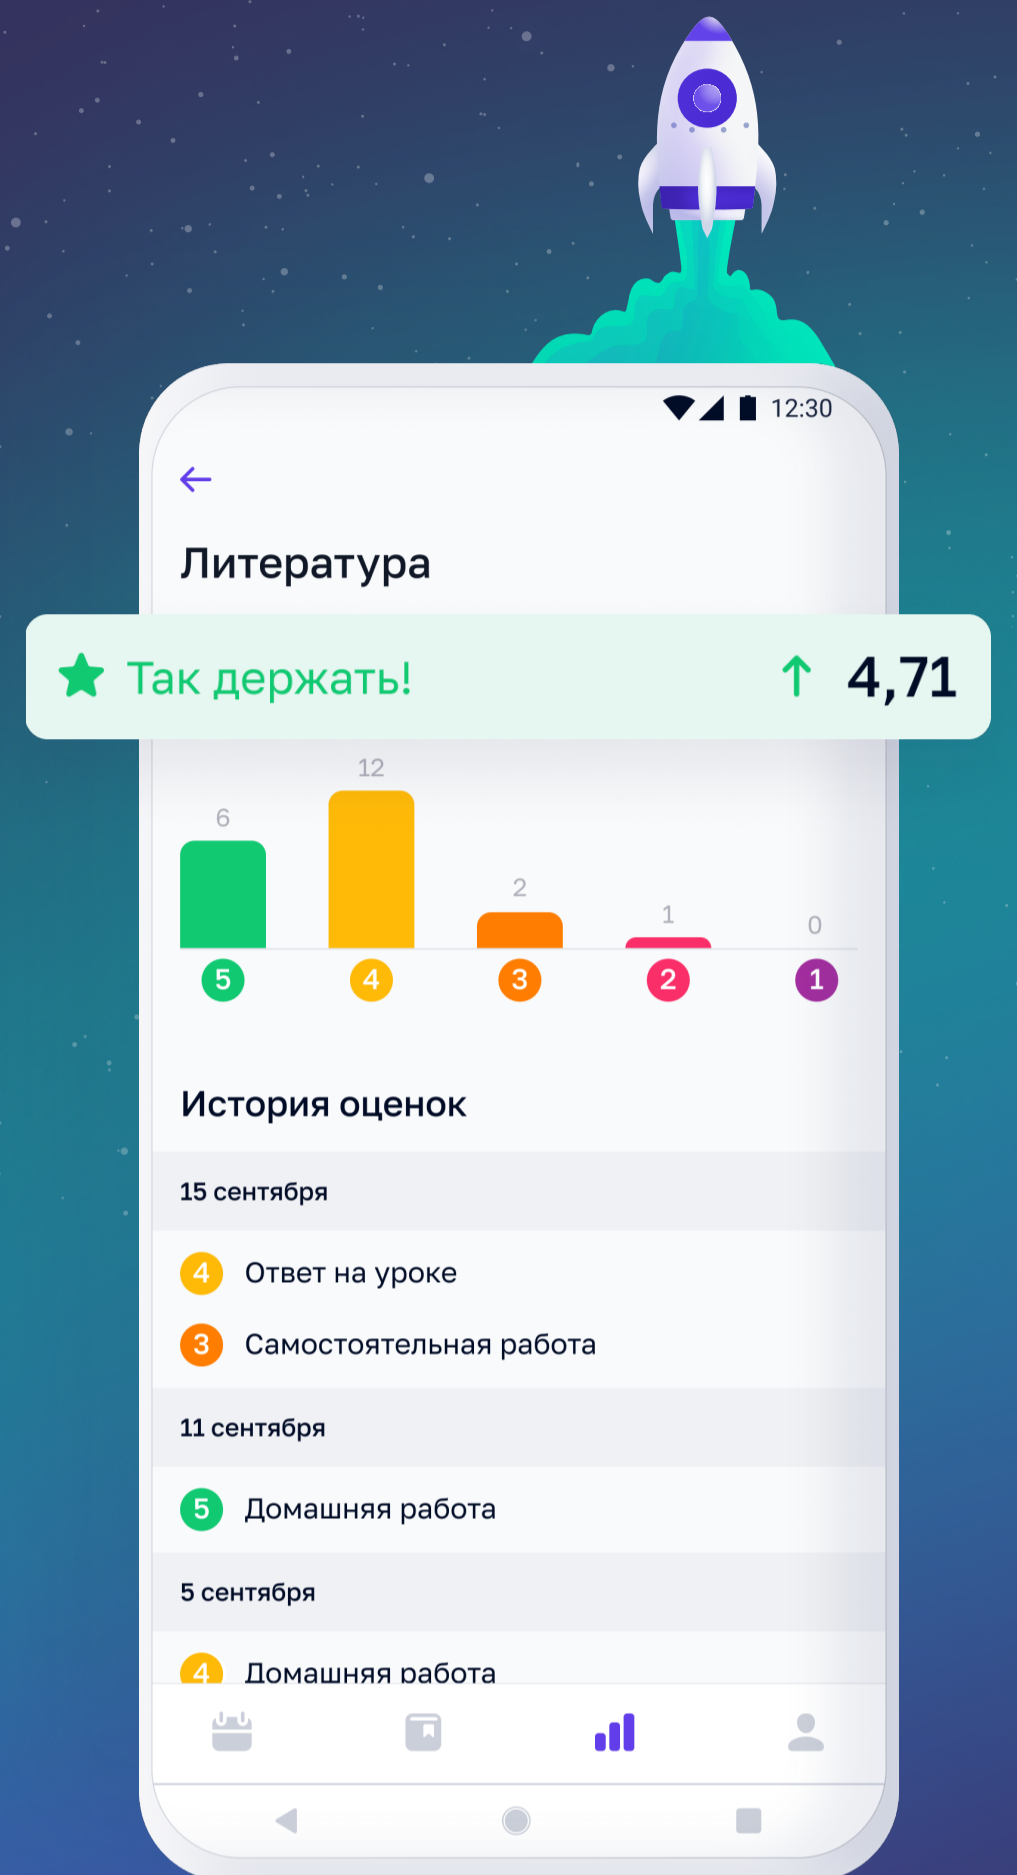 12:30
Литература
Так держать! 4,71
6 12 2 1 0
5 4 3 2 1
История оценок
15 сентября
4 Ответ на уроке
3 Самостоятельная работа
11 сентября
5 Домашняя работа
5 сентября
4 Домашняя работа